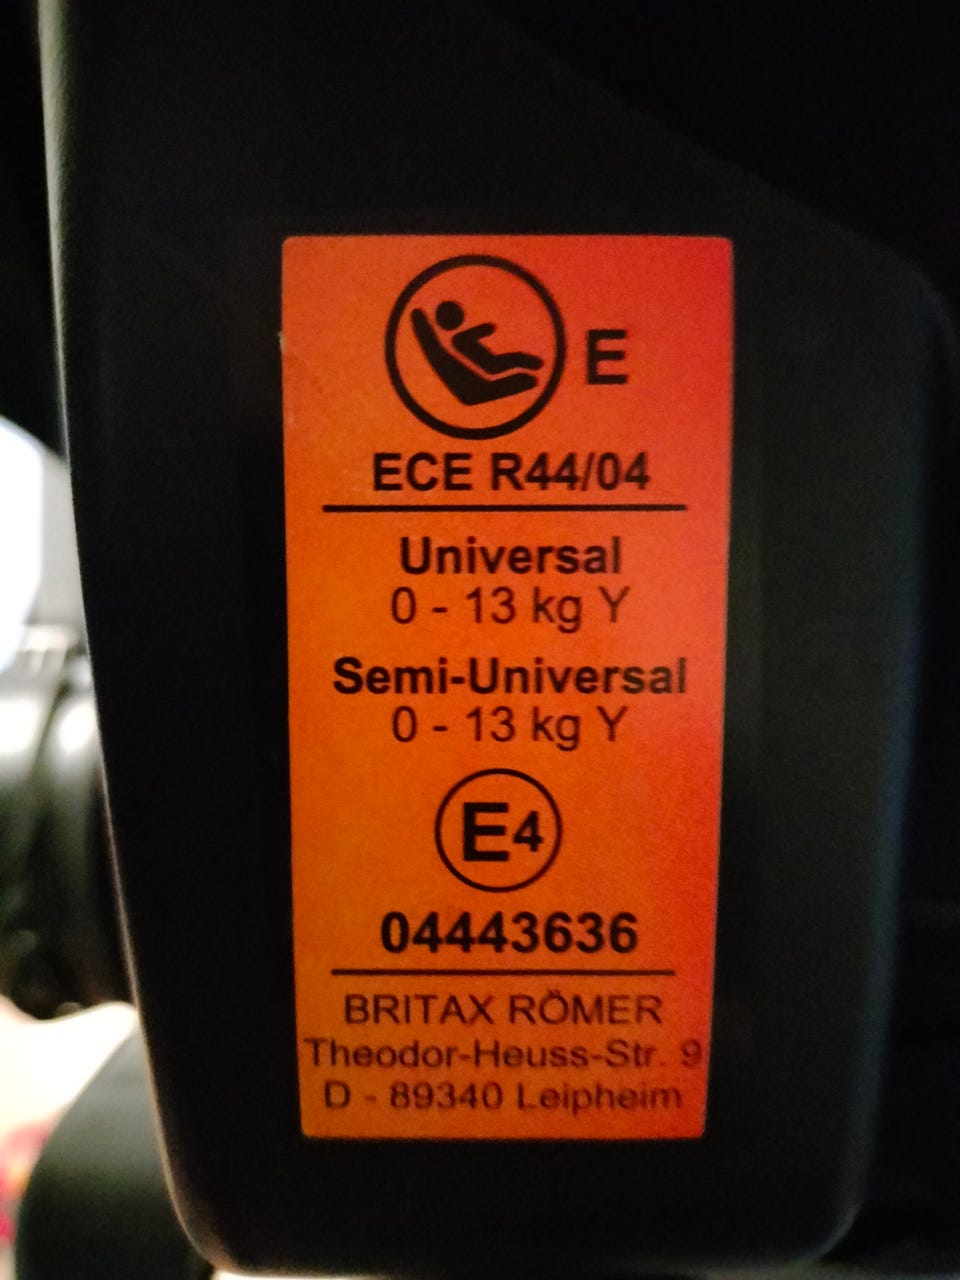 E
ECE R44/04
Universal
0 - 13 kg Y
Semi-Universal
0 - 13 kg Y
E4
04443636
BRITAX RÖMER
Theodor-Heuss-Str. 9
D - 89340 Leipheim